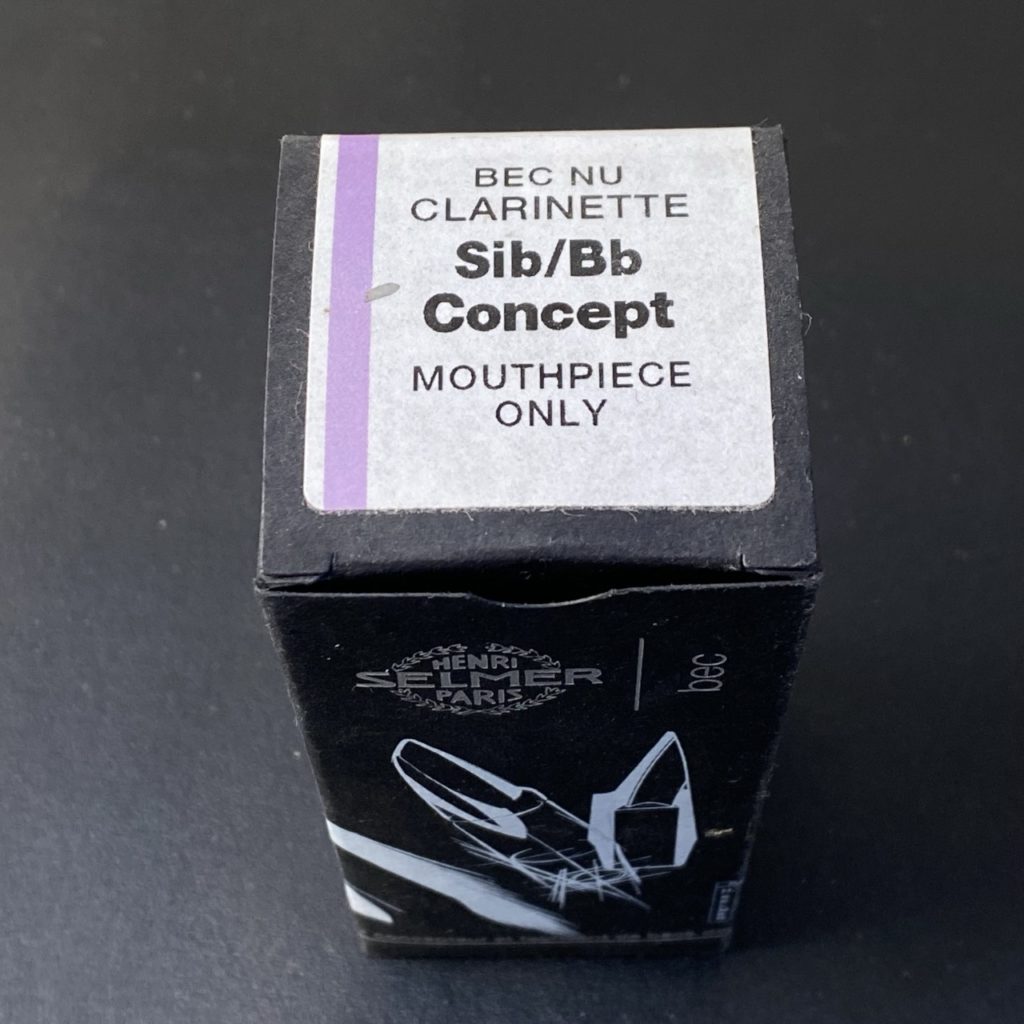 BEC NU
CLARINETTE
Sib/Bb
Concept
MOUTHPIECE
ONLY
HENRI
SELMER
PARIS
bec